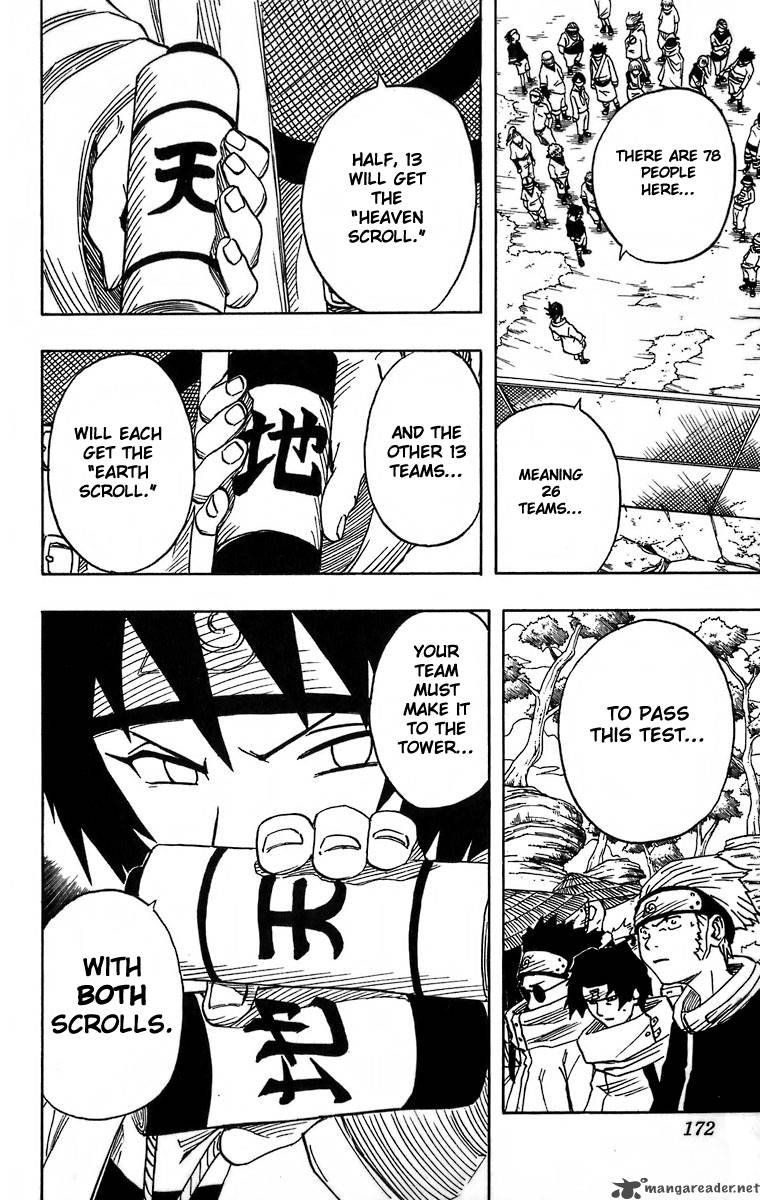 THERE ARE 78
PEOPLE
HERE...
MEANING
26
TEAMS...
HALF, 13
WILL GET
THE
"HEAVEN
SCROLL."
天
AND THE
OTHER 13
TEAMS...
地
WILL EACH
GET THE
"EARTH
SCROLL."
TO PASS
THIS TEST...
YOUR
TEAM
MUST
MAKE IT
TO THE
TOWER...
天
地
WITH
BOTH
SCROLLS.
172
mangareader.net